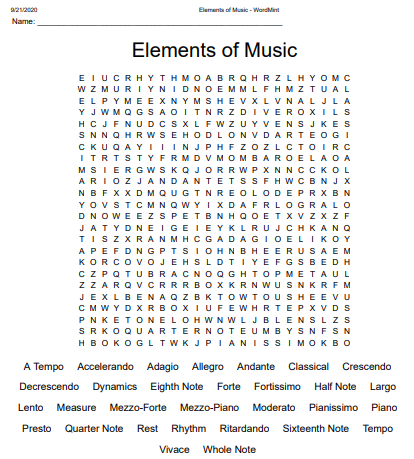 9/21/2020 Elements of Music - WordMint
Name:
Elements of Music
E I U C R H Y T H M O A B R Q H R Z L H Y O M C
W Z M U R I Y N I D N O E M M L F H M Z T U A L
E L P Y M E E X N Y M S H E V X L V N A L J L A
Y J W M Q G S A O I T N R Z D I V E R O X I L S
H C J F N U D C S X L F W Z U Y V E N S J K E S
S N N Q H R W S E H O D L O N V D A R T E O G I
C K U Q A Y I I I N J P H F Z O Z L C T O I R C
I T R T S T Y F R M D V M O M B A R O E L A O A
M S I E R G W S K Q J O R R W P X N N C C K O L
A R I O Z J A N D A N T E T S S F H W C B N J X
N B F X X D M Q U G T N R E O L O D E P R X B N
Y O V S T C M N Q W Y I X D A F R L O G R A L O
D N O W E E Z S P E T B N H Q O E T X V Z X Z F
J A T Y D N E I G E I E Y K L R U J C H K A N Q
T I S Z X R A N M H C G A D A G I O E L I K O Y
A P E F D N G P T S I O H N B H E E R U S A E M
K O R C O V O J E H S L D T I Y E F G S B E D H
C Z P Q T U B R A C N O Q G H T O P M E T A U L
Z Z A R Q V C R R R B O X K R N W U S N K R F M
J E X L B E N A Q Z B K T O W T O U S H E E V U
C M W Y D X R B O X I U F E W H R T E P X V D S
P N K E T O N E L O H W N W L J B L E N S L Z S
S R K O Q U A R T E R N O T E U M B Y S N F S N
H B O K O G L T W K J P S S I A N I S S I M O K B O
A Tempo Accelerando Adagio Allegro Andante Classical Crescendo
Decrescendo Dynamics Eighth Note Forte Fortissimo Half Note Largo
Lento Measure Mezzo-Forte Mezzo-Piano Moderato Pianissimo Piano
Presto Quarter Note Rest Rhythm Ritardando Sixteenth Note Tempo
Vivace Whole Note